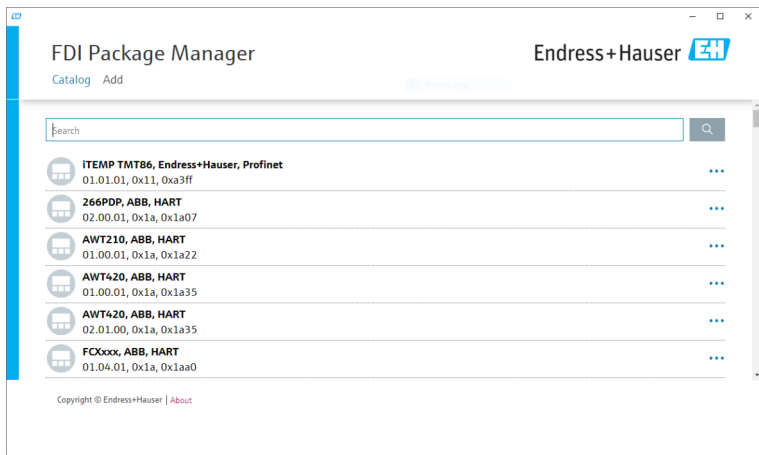 EH
FDI Package Manager
Endress+Hauser EH
Catalog Add
Search
iTEMP TMT86, Endress+Hauser, Profinet
01.01.01, 0x11, 0xa3ff
266PDP, ABB, HART
02.00.01, 0x1a, 0x1a07
AWT210, ABB, HART
01.00.01, 0x1a, 0x1a22
AWT420, ABB, HART
01.00.01, 0x1a, 0x1a35
AWT420, ABB, HART
02.01.00, 0x1a, 0x1a35
FCXxxx, ABB, HART
01.04.01, 0x1a, 0x1aa0
Copyright © Endress+Hauser | About